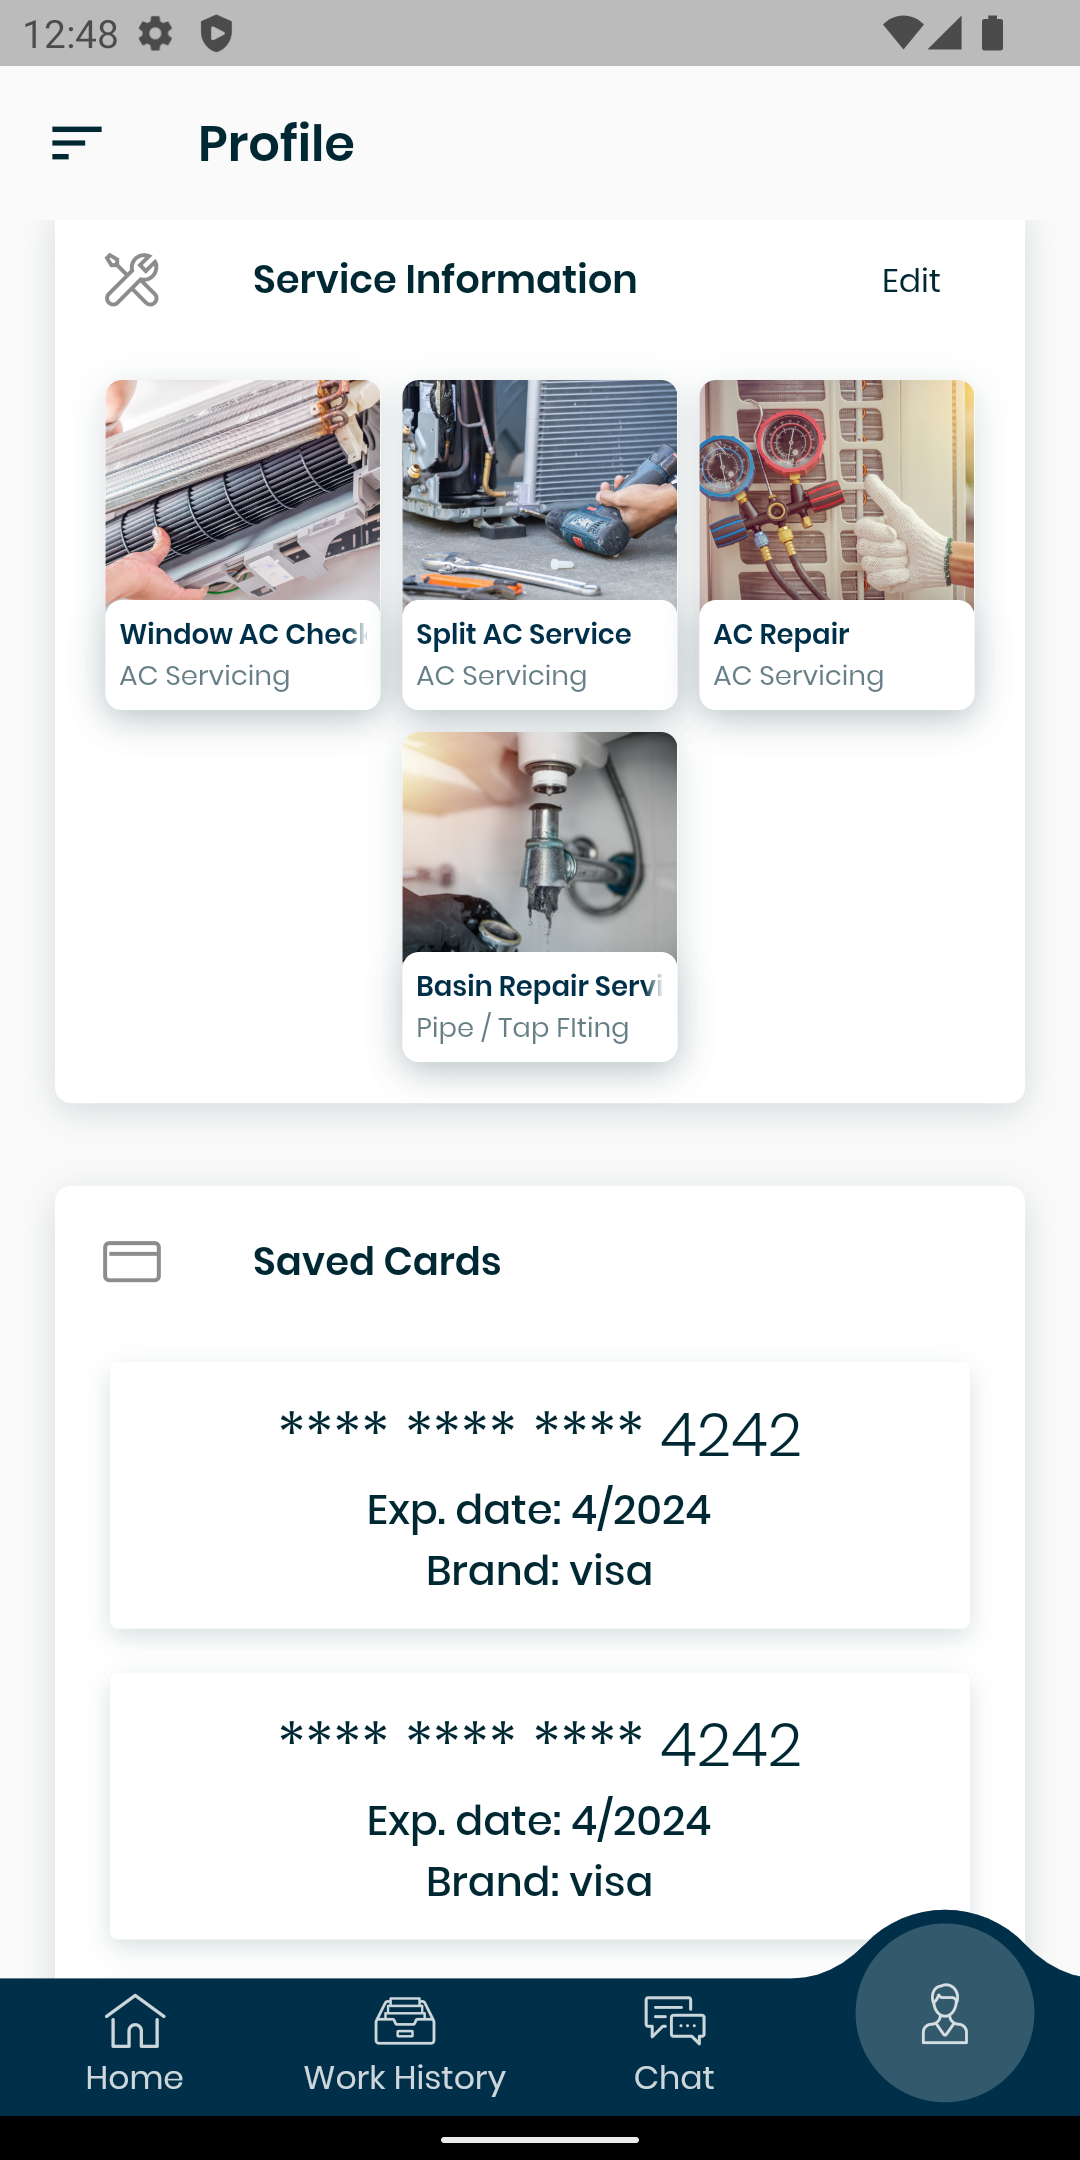 12:48
Profile
Service Information
Edit
Window AC Check
AC Servicing
Split AC Service
AC Servicing
AC Repair
AC Servicing
Basin Repair Servi
Pipe / Tap FIting
Saved Cards
**** **** **** 4242
Exp. date: 4/2024
Brand: visa
**** **** **** 4242
Exp. date: 4/2024
Brand: visa
Home
Work History
Chat